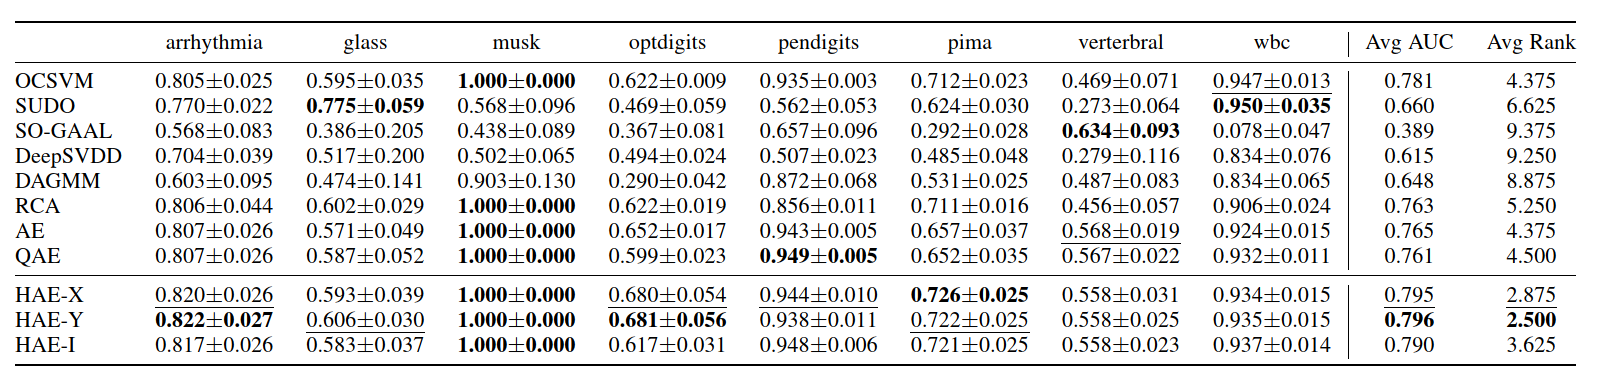 arrhythmia glass musk optdigits pendigits pima verterbral wbc Avg AUC Avg Rank
OCSVM 0.805±0.025 0.595±0.035 1.000±0.000 0.622±0.009 0.935±0.003 0.712±0.023 0.469±0.071 0.947±0.013 0.781 4.375
SUDO 0.770±0.022 0.775±0.059 0.568±0.096 0.469±0.059 0.562±0.053 0.624±0.030 0.273±0.064 0.950±0.035 0.660 6.625
SO-GAAL 0.568±0.083 0.386±0.205 0.438±0.089 0.367±0.081 0.657±0.096 0.292±0.028 0.634±0.093 0.078±0.047 0.389 9.375
DeepSVDD 0.704±0.039 0.517±0.200 0.502±0.065 0.494±0.024 0.507±0.023 0.485±0.048 0.279±0.116 0.834±0.076 0.615 9.250
DAGMM 0.603±0.095 0.474±0.141 0.903±0.130 0.290±0.042 0.872±0.068 0.531±0.025 0.487±0.083 0.834±0.065 0.648 8.875
RCA 0.806±0.044 0.602±0.029 1.000±0.000 0.622±0.019 0.856±0.011 0.711±0.016 0.456±0.057 0.906±0.024 0.763 5.250
AE 0.807±0.026 0.571±0.049 1.000±0.000 0.652±0.017 0.943±0.005 0.657±0.037 0.568±0.019 0.924±0.015 0.765 4.375
QAE 0.807±0.026 0.587±0.052 1.000±0.000 0.599±0.023 0.949±0.005 0.652±0.035 0.567±0.022 0.932±0.011 0.761 4.500
HAE-X 0.820±0.026 0.593±0.039 1.000±0.000 0.680±0.054 0.944±0.010 0.726±0.025 0.558±0.031 0.934±0.015 0.795 2.875
HAE-Y 0.822±0.027 0.606±0.030 1.000±0.000 0.681±0.056 0.938±0.011 0.722±0.025 0.558±0.025 0.935±0.015 0.796 2.500
HAE-I 0.817±0.026 0.583±0.037 1.000±0.000 0.617±0.031 0.948±0.006 0.721±0.025 0.558±0.023 0.937±0.014 0.790 3.625